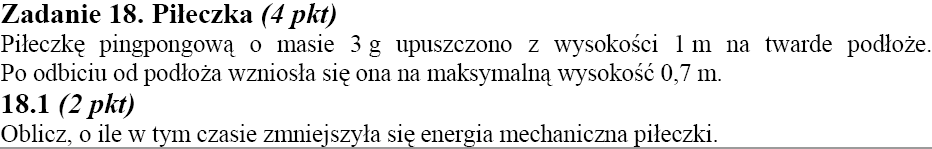 Zadanie 18. Piłeczka (4 pkt)
Piłeczkę pingpongową o masie 3 g upuszczono z wysokości 1 m na twarde podłoże.
Po odbiciu od podłoża wzniosła się ona na maksymalną wysokość 0,7 m.
18.1 (2 pkt)
Oblicz, o ile w tym czasie zmniejszyła się energia mechaniczna piłeczki.